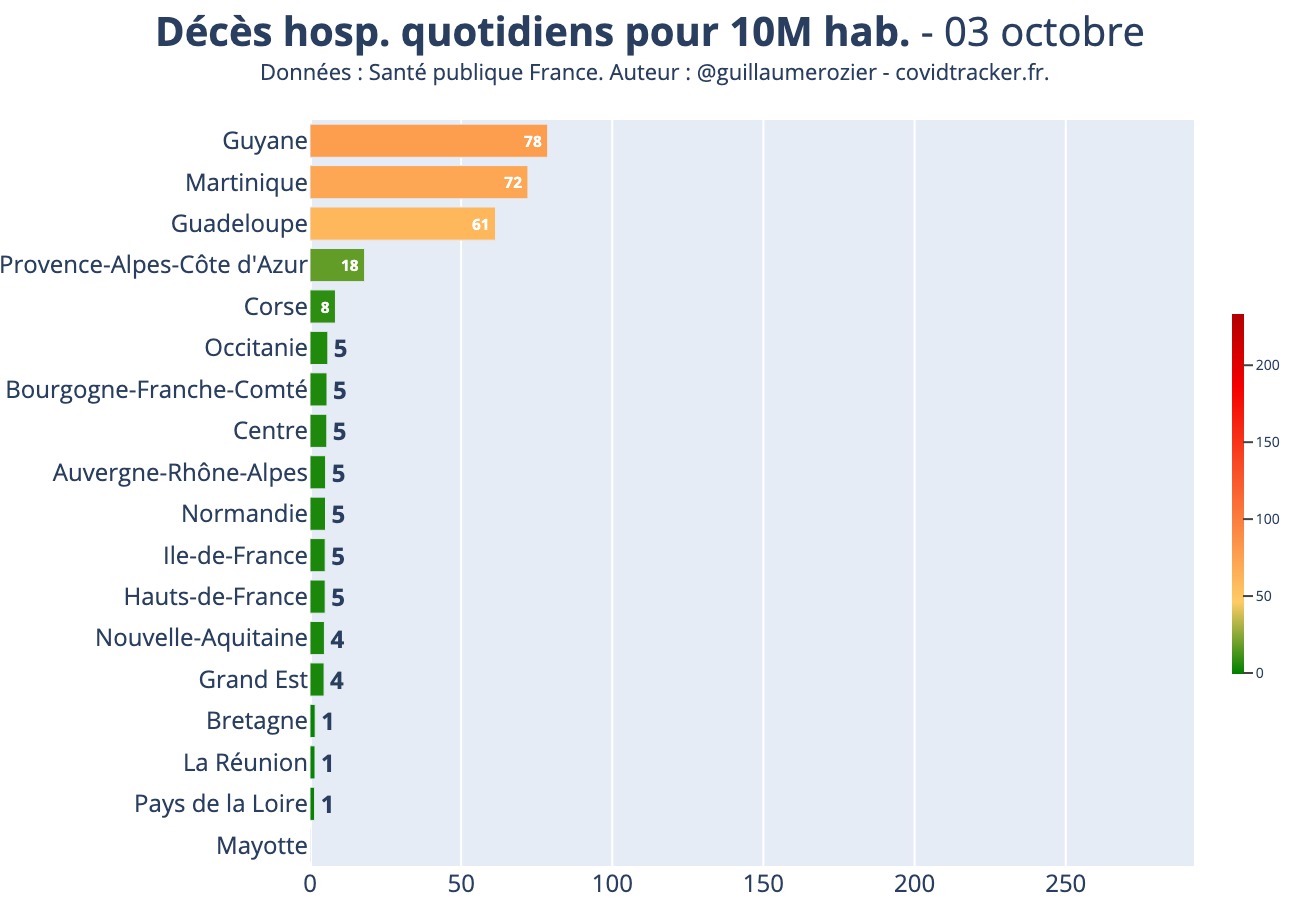 Décès hosp. quotidiens pour 10M hab. - 03 octobre
Données : Santé publique France. Auteur : @guillaumerozier - covidtracker.fr.
Guyane 78
Martinique 72
Guadeloupe 61
Provence-Alpes-Côte d'Azur 18
Corse 8
Occitanie 5
Bourgogne-Franche-Comté 5
Centre 5
Auvergne-Rhône-Alpes 5
Normandie 5
Ile-de-France 5
Hauts-de-France 5
Nouvelle-Aquitaine 4
Grand Est 4
Bretagne 1
La Réunion 1
Pays de la Loire 1
Mayotte
0 50 100 150 200 250
200
150
100
50
0